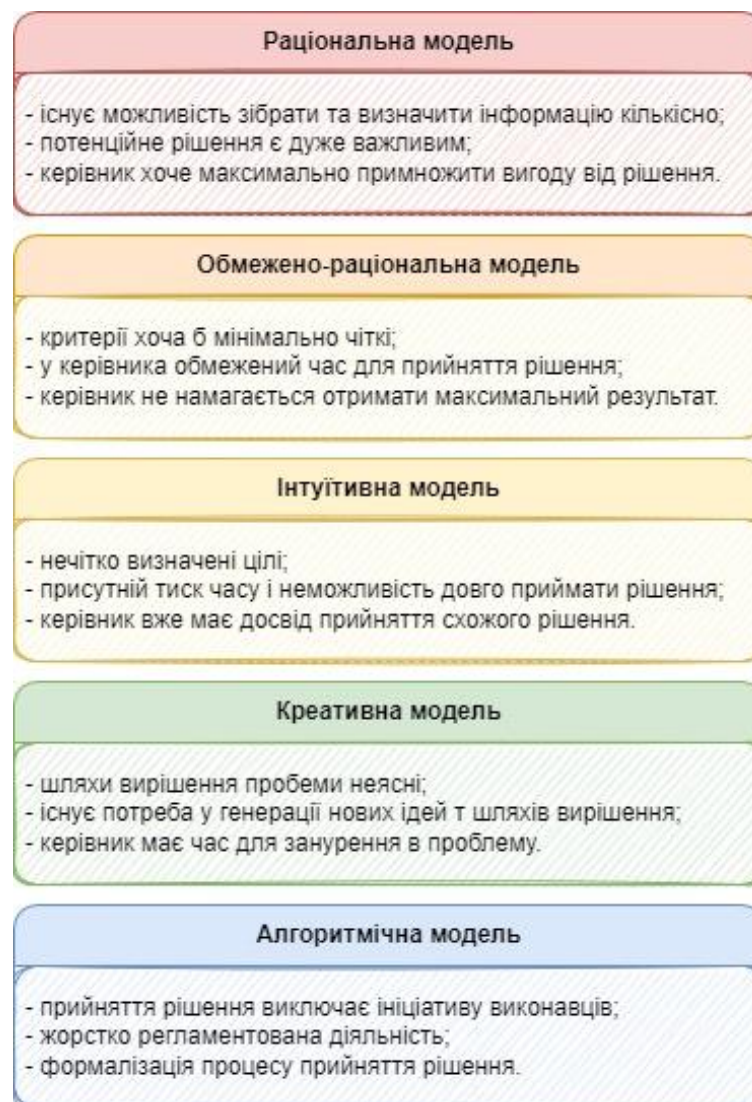 Раціональна модель
- існує можливість зібрати та визначити інформацію кількісно;
- потенційне рішення є дуже важливим;
- керівник хоче максимально примножити вигоду від рішення.
Обмежено-раціональна модель
- критерії хоча б мінімально чіткі;
- у керівника обмежений час для прийняття рішення;
- керівник не намагається отримати максимальний результат.
Інтуїтивна модель
- нечітко визначені цілі;
- присутній тиск часу і неможливість довго приймати рішення;
- керівник вже має досвід прийняття схожого рішення.
Креативна модель
- шляхи вирішення пробеми неясні;
- існує потреба у генерації нових ідей т шляхів вирішення;
- керівник має час для занурення в проблему.
Алгоритмічна модель
- прийняття рішення виключає ініціативу виконавців;
- жорстко регламентована діяльність;
- формалізація процесу прийняття рішення.